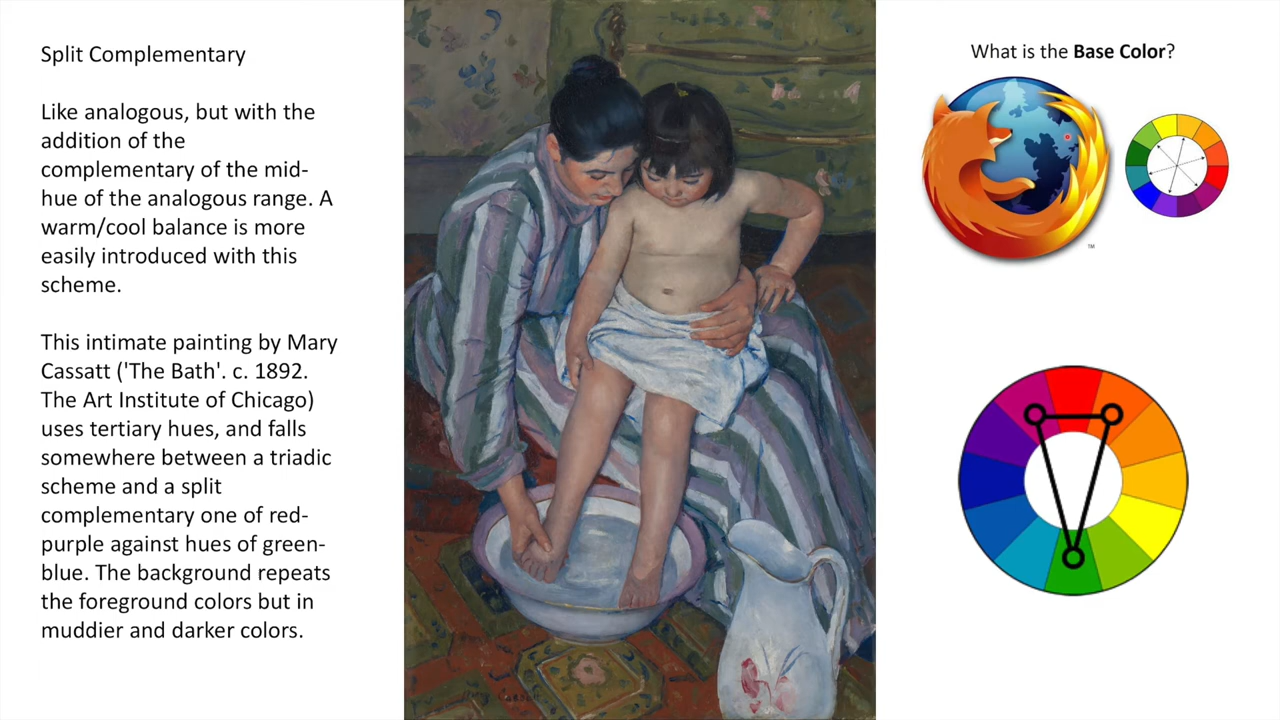 Split Complementary
Like analogous, but with the
addition of the
complementary of the mid-
hue of the analogous range. A
warm/cool balance is more
easily introduced with this
scheme.
This intimate painting by Mary
Cassatt ('The Bath'. c. 1892.
The Art Institute of Chicago)
uses tertiary hues, and falls
somewhere between a triadic
scheme and a split
complementary one of red-
purple against hues of green-
blue. The background repeats
the foreground colors but in
muddier and darker colors.
What is the Base Color?
TM